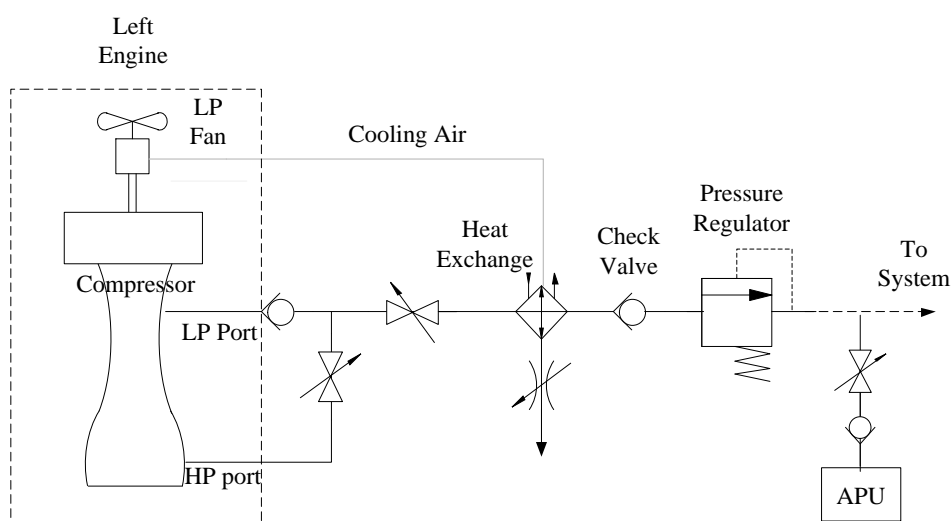 Left
Engine
LP
Fan
Cooling Air
Pressure
Regulator
Heat
Exchange
Check
Valve
To
System
Compressor
LP Port
HP port
APU